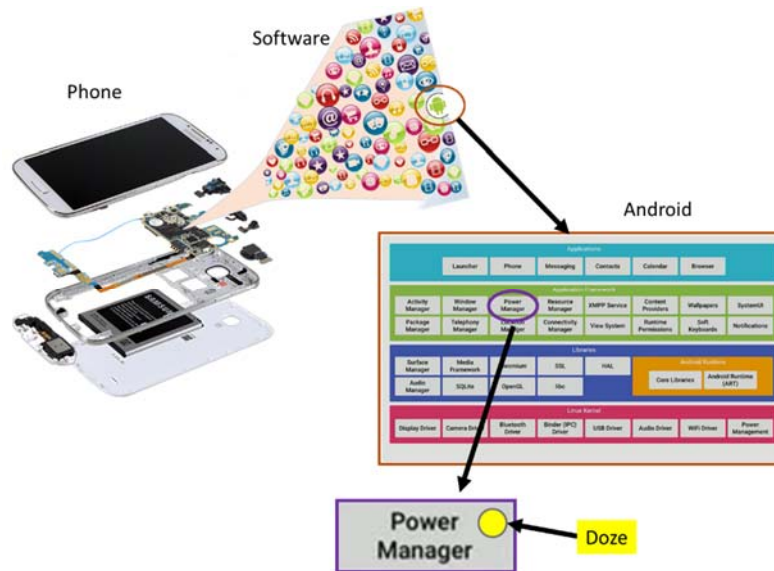 Software
Phone
SAMSUNG
Android
Applications
Launcher Phone Messaging Contacts Calendar Browser
Application Framework
Activity Manager Window Manager Power Manager Resource Manager XMPP Service Content Providers Wallpapers SystemUI
Package Manager Telephony Manager Manager Connectivity Manager View System Runtime Permissions Soft Keyboards Notifications
Libraries
Surface Manager Media Framework SSL HAL Android Runtime
Audio Manager SQLite OpenGL libc Core Libraries Android Runtime (ART)
Linux Kernel
Display Driver Camera Driver Bluetooth Driver Binder (IPC) Driver USB Driver Audio Driver WiFi Driver Power Management
Power
Manager
Doze